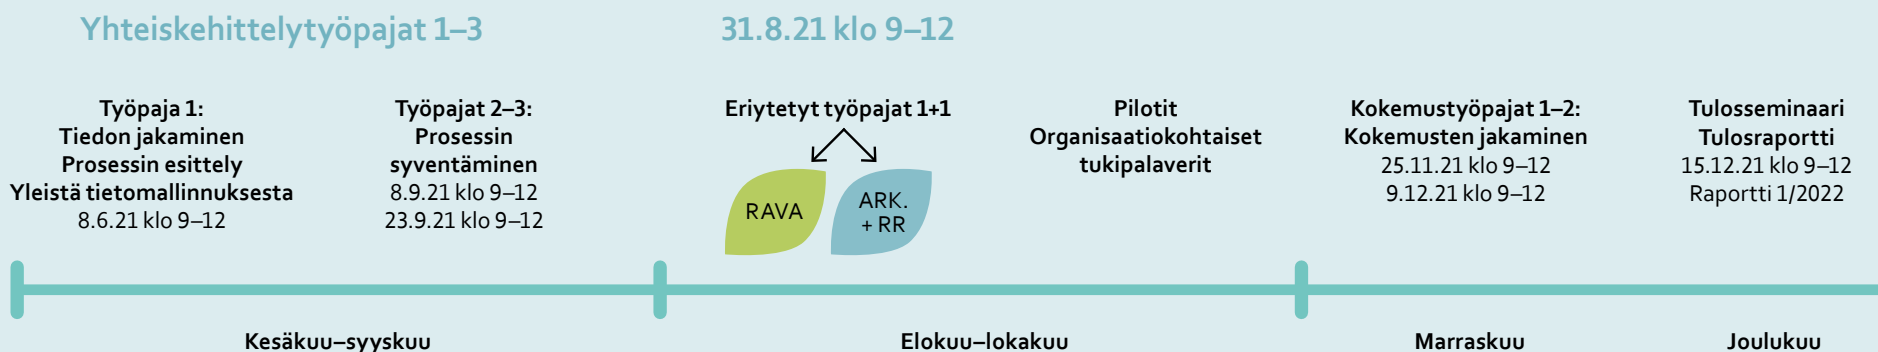 Yhteiskehittelytyöpajat 1–3
31.8.21 klo 9–12
Työpaja 1:
Tiedon jakaminen
Prosessin esittely
Yleistä tietomallinnuksesta
8.6.21 klo 9–12
Työpajat 2–3:
Prosessin
syventäminen
8.9.21 klo 9–12
23.9.21 klo 9–12
Eriytetyt työpajat 1+1
RAVA
ARK.
+ RR
Pilotit
Organisaatiokohtaiset
tukipalaverit
Kokemustyöpajat 1–2:
Kokemusten jakaminen
25.11.21 klo 9–12
9.12.21 klo 9–12
Tulosseminaari
Tulosraportti
15.12.21 klo 9–12
Raportti 1/2022
Kesäkuu–syyskuu
Elokuu–lokakuu
Marraskuu
Joulukuu